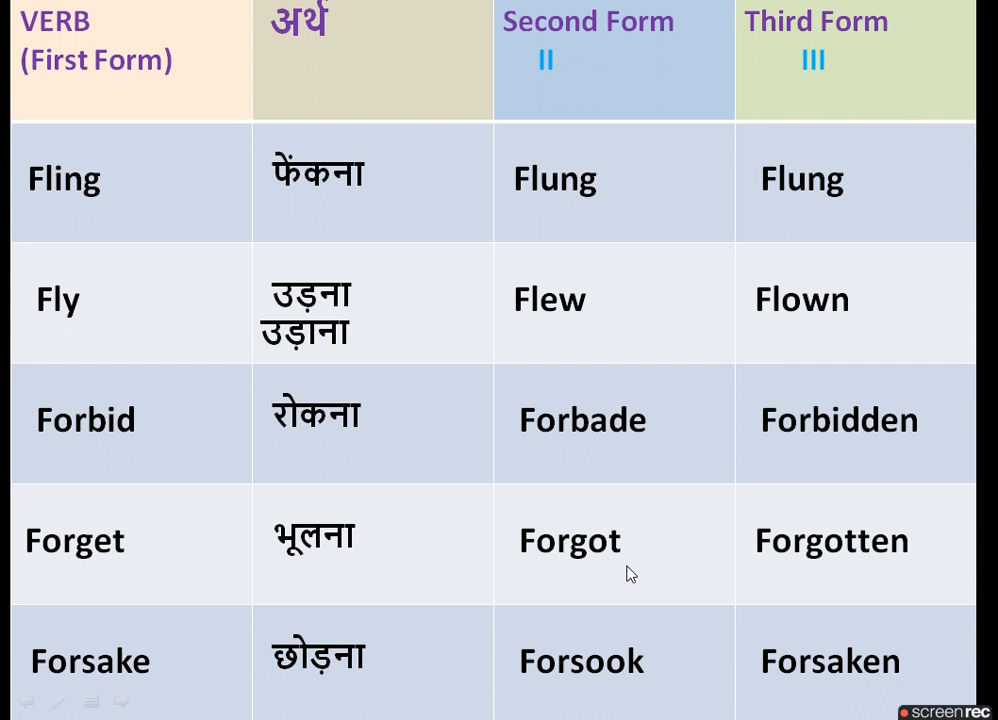 VERB
(First Form)
अर्थ
Second Form
II
Third Form
III
Fling
फेंकना
Flung
Flung
Fly
उड़ना
उड़ाना
Flew
Flown
Forbid
रोकना
Forbade
Forbidden
Forget
भूलना
Forgot
Forgotten
Forsake
छोड़ना
Forsook
Forsaken
screenrec